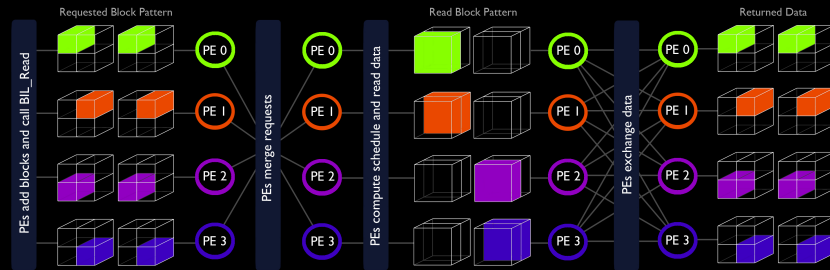 Requested Block Pattern
Read Block Pattern
Returned Data
PEs add blocks and call BIL_Read
PE 0
PE 1
PE 2
PE 3
PEs merge requests
PE 0
PE 1
PE 2
PE 3
PEs compute schedule and read data
PE 0
PE 1
PE 2
PE 3
PEs exchange data
PE 0
PE 1
PE 2
PE 3